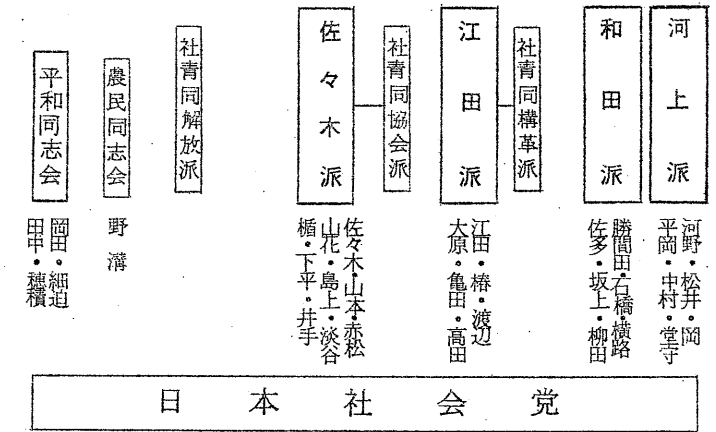 河上派
河野・松井・岡
平岡・中村・堂寺
和田派
勝間田・石橋・横路
佐多・坂上・柳田
社青同構革派
江田派
江田・椿・渡辺
大原・亀田・高田
社青同協会派
佐々木派
佐々木・山本・赤松
山花・島上・淡谷
楯・下平・井手
社青同解放派
農民同志会
野溝
平和同志会
岡田・細迫
田中・穂積
日本社会党